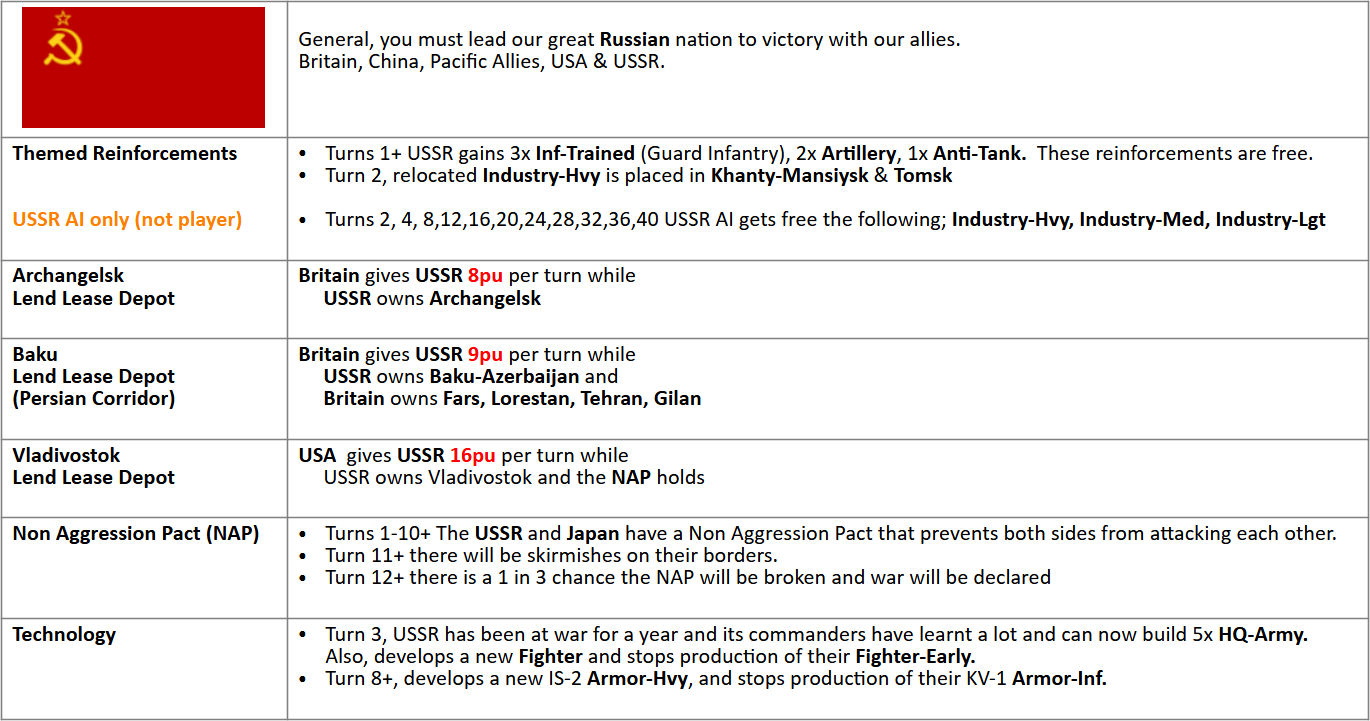 General, you must lead our great Russian nation to victory with our allies.
Britain, China, Pacific Allies, USA & USSR.
Themed Reinforcements
• Turns 1+ USSR gains 3x Inf-Trained (Guard Infantry), 2x Artillery, 1x Anti-Tank. These reinforcements are free.
• Turn 2, relocated Industry-Hvy is placed in Khanty-Mansiysk & Tomsk
USSR AI only (not player)
• Turns 2, 4, 8,12,16,20,24,28,32,36,40 USSR AI gets free the following; Industry-Hvy, Industry-Med, Industry-Lgt
Archangelsk
Lend Lease Depot
Britain gives USSR 8pu per turn while
USSR owns Archangelsk
Baku
Lend Lease Depot
(Persian Corridor)
Britain gives USSR 9pu per turn while
USSR owns Baku-Azerbaijan and
Britain owns Fars, Lorestan, Tehran, Gilan
Vladivostok
Lend Lease Depot
USA gives USSR 16pu per turn while
USSR owns Vladivostok and the NAP holds
Non Aggression Pact (NAP)
• Turns 1-10+ The USSR and Japan have a Non Aggression Pact that prevents both sides from attacking each other.
• Turn 11+ there will be skirmishes on their borders.
• Turn 12+ there is a 1 in 3 chance the NAP will be broken and war will be declared
Technology
• Turn 3, USSR has been at war for a year and its commanders have learnt a lot and can now build 5x HQ-Army.
Also, develops a new Fighter and stops production of their Fighter-Early.
• Turn 8+, develops a new IS-2 Armor-Hvy, and stops production of their KV-1 Armor-Inf.